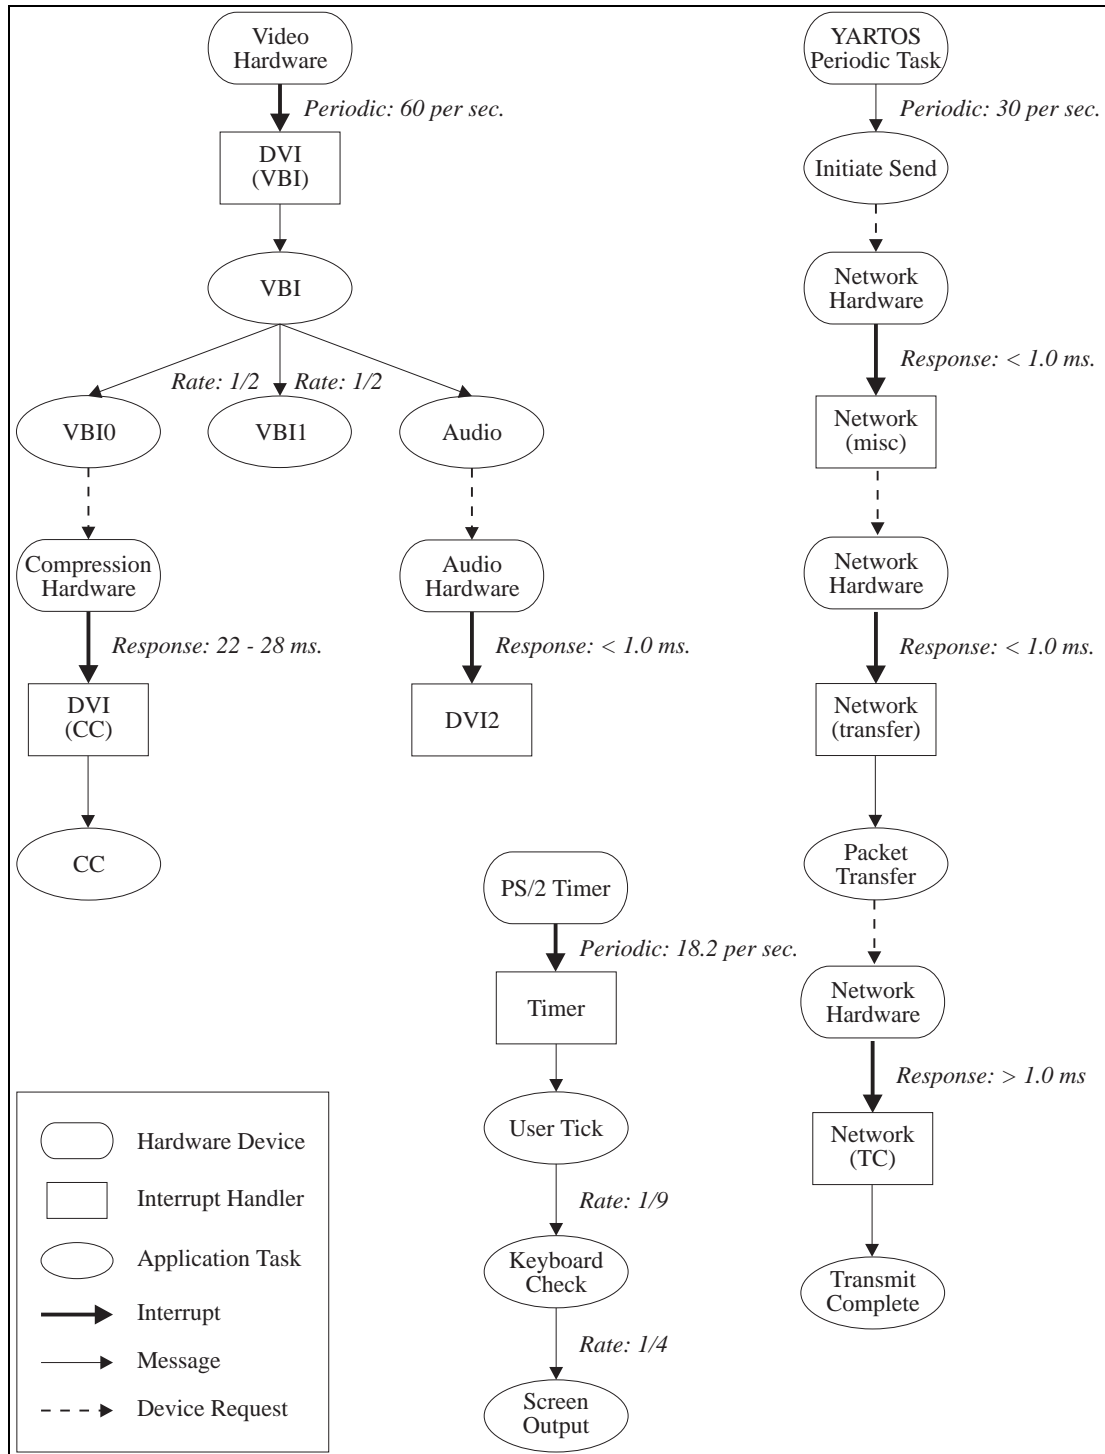 Video
Hardware
Periodic: 60 per sec.
DVI
(VBI)
VBI
Rate: 1/2
Rate: 1/2
VBI0
VBI1
Audio
Compression
Hardware
Audio
Hardware
Response: 22 - 28 ms.
Response: < 1.0 ms.
DVI
(CC)
DVI2
CC
YARTOS
Periodic Task
Periodic: 30 per sec.
Initiate Send
Network
Hardware
Response: < 1.0 ms.
Network
(misc)
Network
Hardware
Response: < 1.0 ms.
Network
(transfer)
Packet
Transfer
Network
Hardware
Response: > 1.0 ms
Network
(TC)
Transmit
Complete
PS/2 Timer
Periodic: 18.2 per sec.
Timer
User Tick
Rate: 1/9
Keyboard
Check
Rate: 1/4
Screen
Output
Hardware Device
Interrupt Handler
Application Task
Interrupt
Message
Device Request